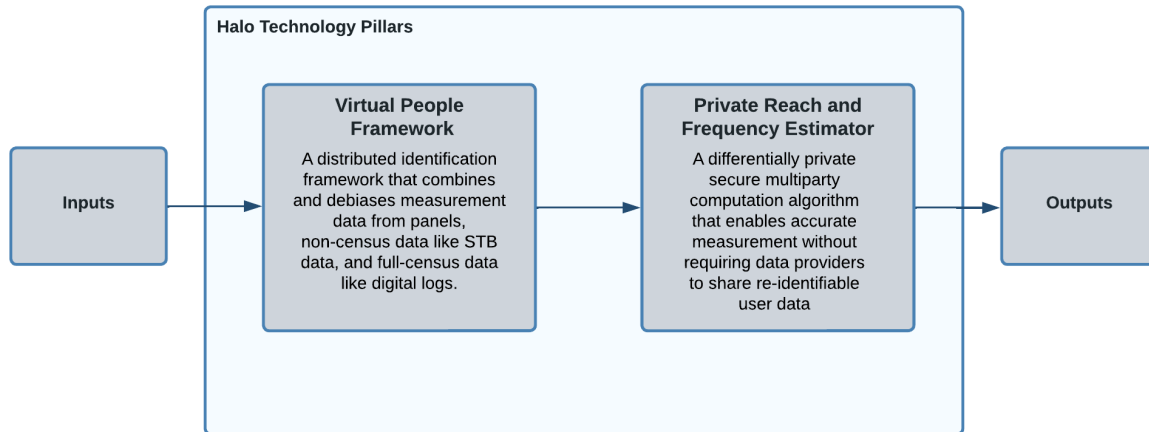 Halo Technology Pillars
Inputs
Virtual People
Framework
A distributed identification
framework that combines
and debiases measurement
data from panels,
non-census data like STB
data, and full-census data
like digital logs.
Private Reach and
Frequency Estimator
A differentially private
secure multiparty
computation algorithm
that enables accurate
measurement without
requiring data providers
to share re-identifiable
user data
Outputs